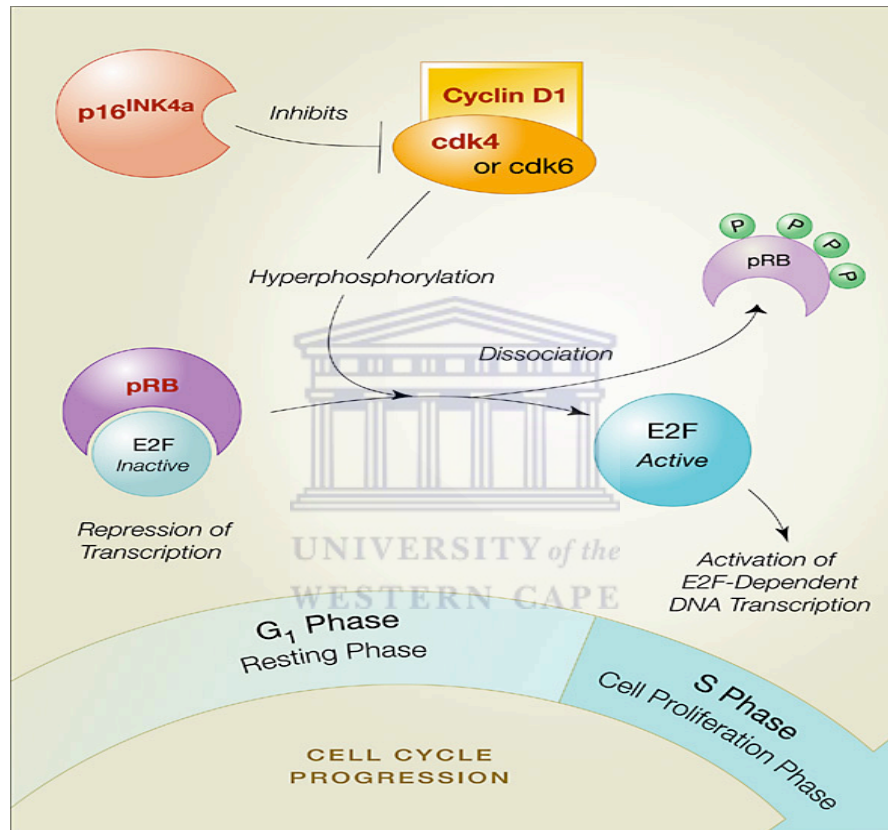 p16INK4a
Inhibits
Cyclin D1
cdk4
or cdk6
P
P
P
P
pRB
Hyperphosphorylation
Dissociation
pRB
E2F
Inactive
E2F
Active
Repression of
Transcription
UNIVERSITY of the
WESTERN CAPE
Activation of
E2F-Dependent
DNA Transcription
G1 Phase
Resting Phase
S Phase
Cell Proliferation Phase
CELL CYCLE
PROGRESSION